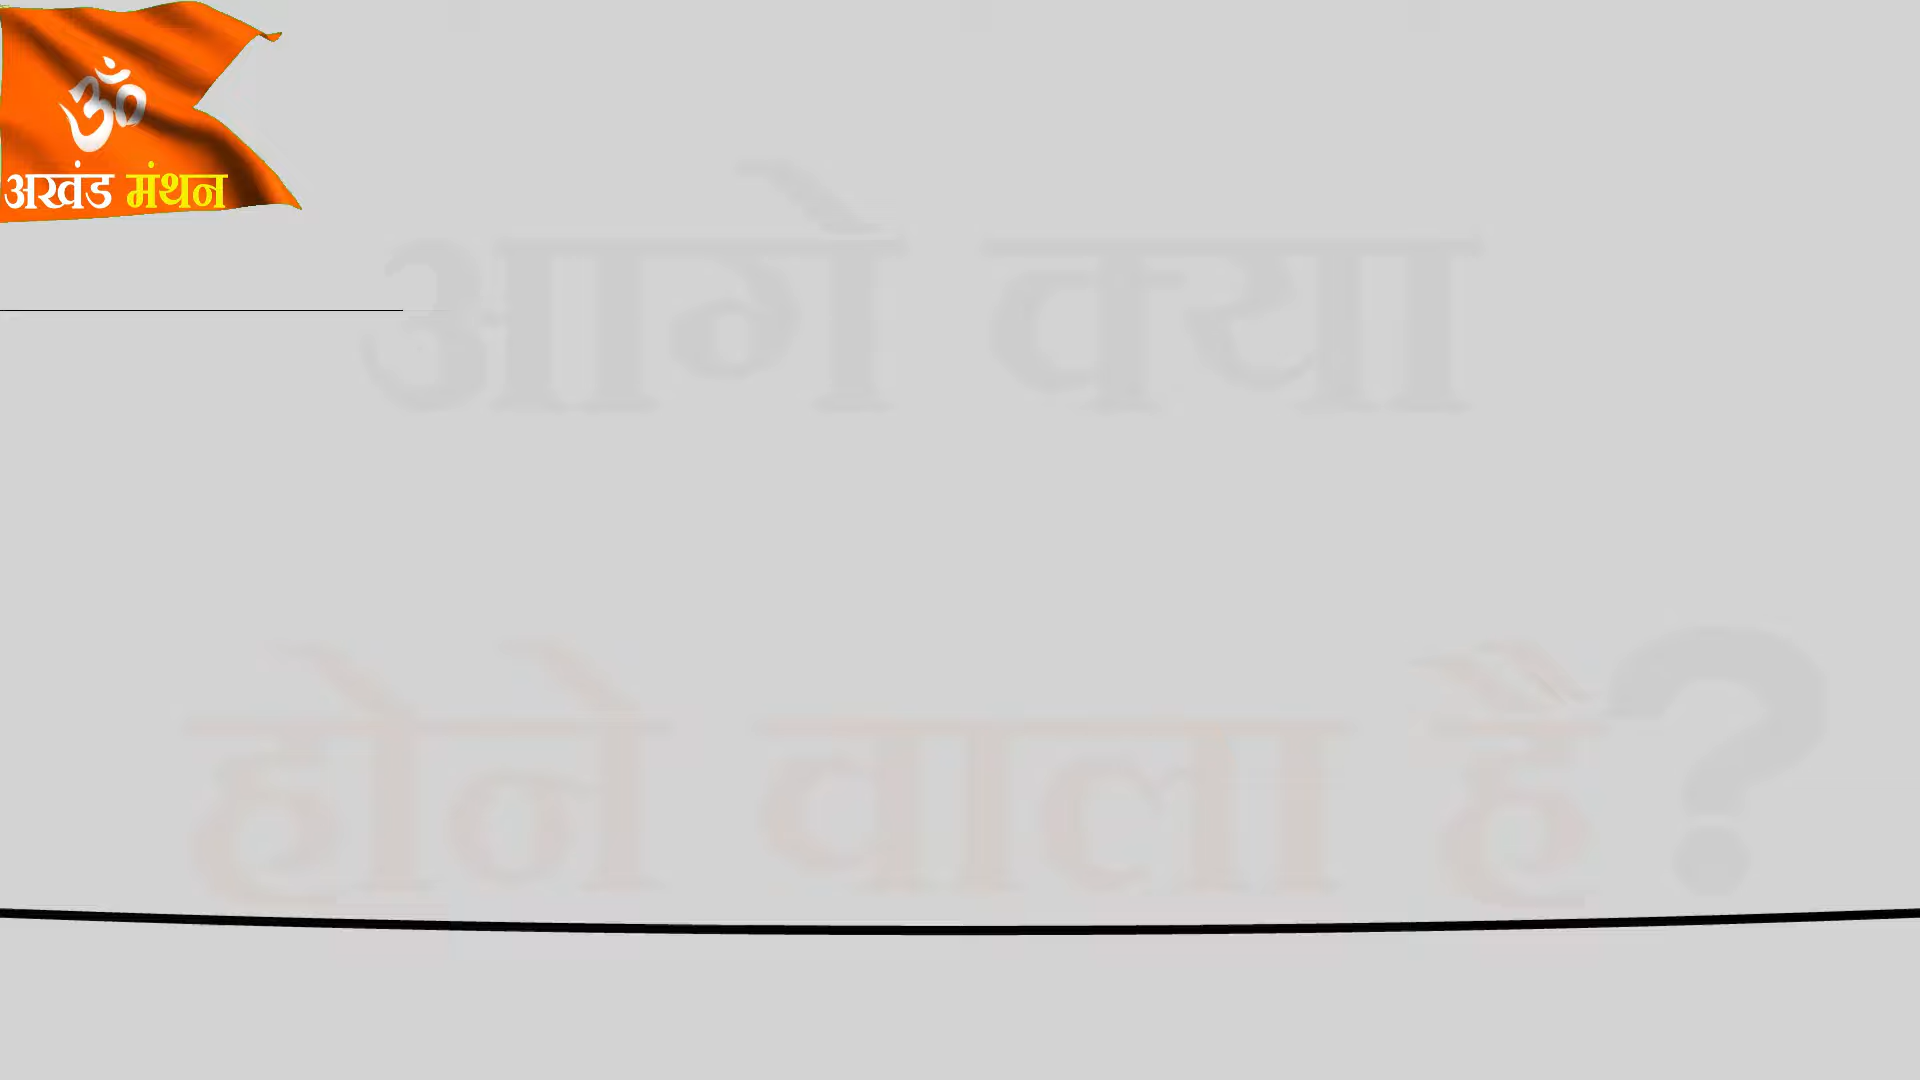 ॐ
अखंड मंथन
आगे क्या
होने वाला है?